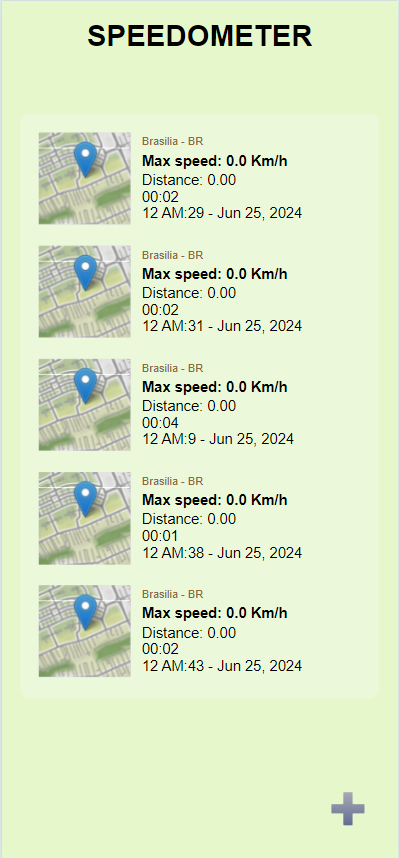 SPEEDOMETER
Brasilia - BR
Max speed: 0.0 Km/h
Distance: 0.00
00:02
12 AM:29 - Jun 25, 2024
Brasilia - BR
Max speed: 0.0 Km/h
Distance: 0.00
00:02
12 AM:31 - Jun 25, 2024
Brasilia - BR
Max speed: 0.0 Km/h
Distance: 0.00
00:04
12 AM:9 - Jun 25, 2024
Brasilia - BR
Max speed: 0.0 Km/h
Distance: 0.00
00:01
12 AM:38 - Jun 25, 2024
Brasilia - BR
Max speed: 0.0 Km/h
Distance: 0.00
00:02
12 AM:43 - Jun 25, 2024